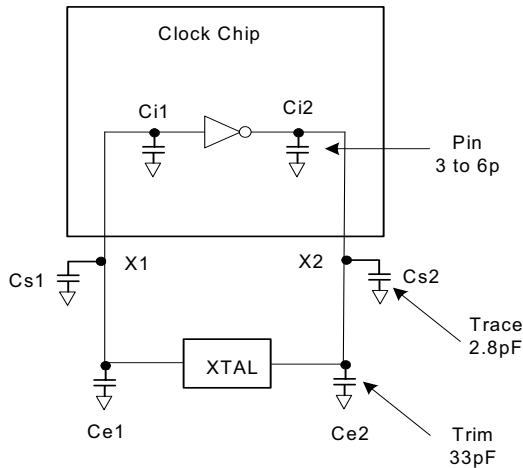 Clock Chip
Ci1
Ci2
Pin
3 to 6p
X1
X2
Cs1
Cs2
Trace
2.8pF
XTAL
Ce1
Ce2
Trim
33pF